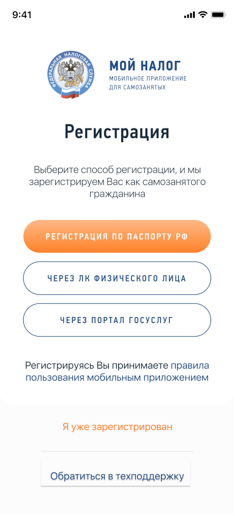 9:41
ФЕДЕРАЛЬНАЯ НАЛОГОВАЯ СЛУЖБА
МОЙ НАЛОГ
МОБИЛЬНОЕ ПРИЛОЖЕНИЕ
ДЛЯ САМОЗАНЯТЫХ
Регистрация
Выберите способ регистрации, и мы
зарегистрируем Вас как самозанятого
гражданина
РЕГИСТРАЦИЯ ПО ПАСПОРТУ РФ
ЧЕРЕЗ ЛК ФИЗИЧЕСКОГО ЛИЦА
ЧЕРЕЗ ПОРТАЛ ГОСУСЛУГ
Регистрируясь Вы принимаете правила
пользования мобильным приложением
Я уже зарегистрирован
Обратиться в техподдержку